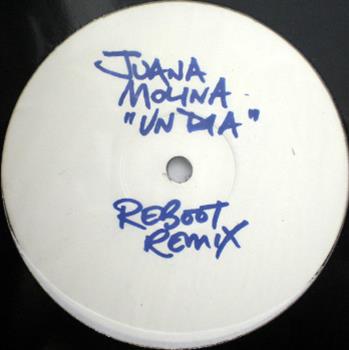 JUANA
MOLINA
"UN DIA"
REBOOT
REMIX